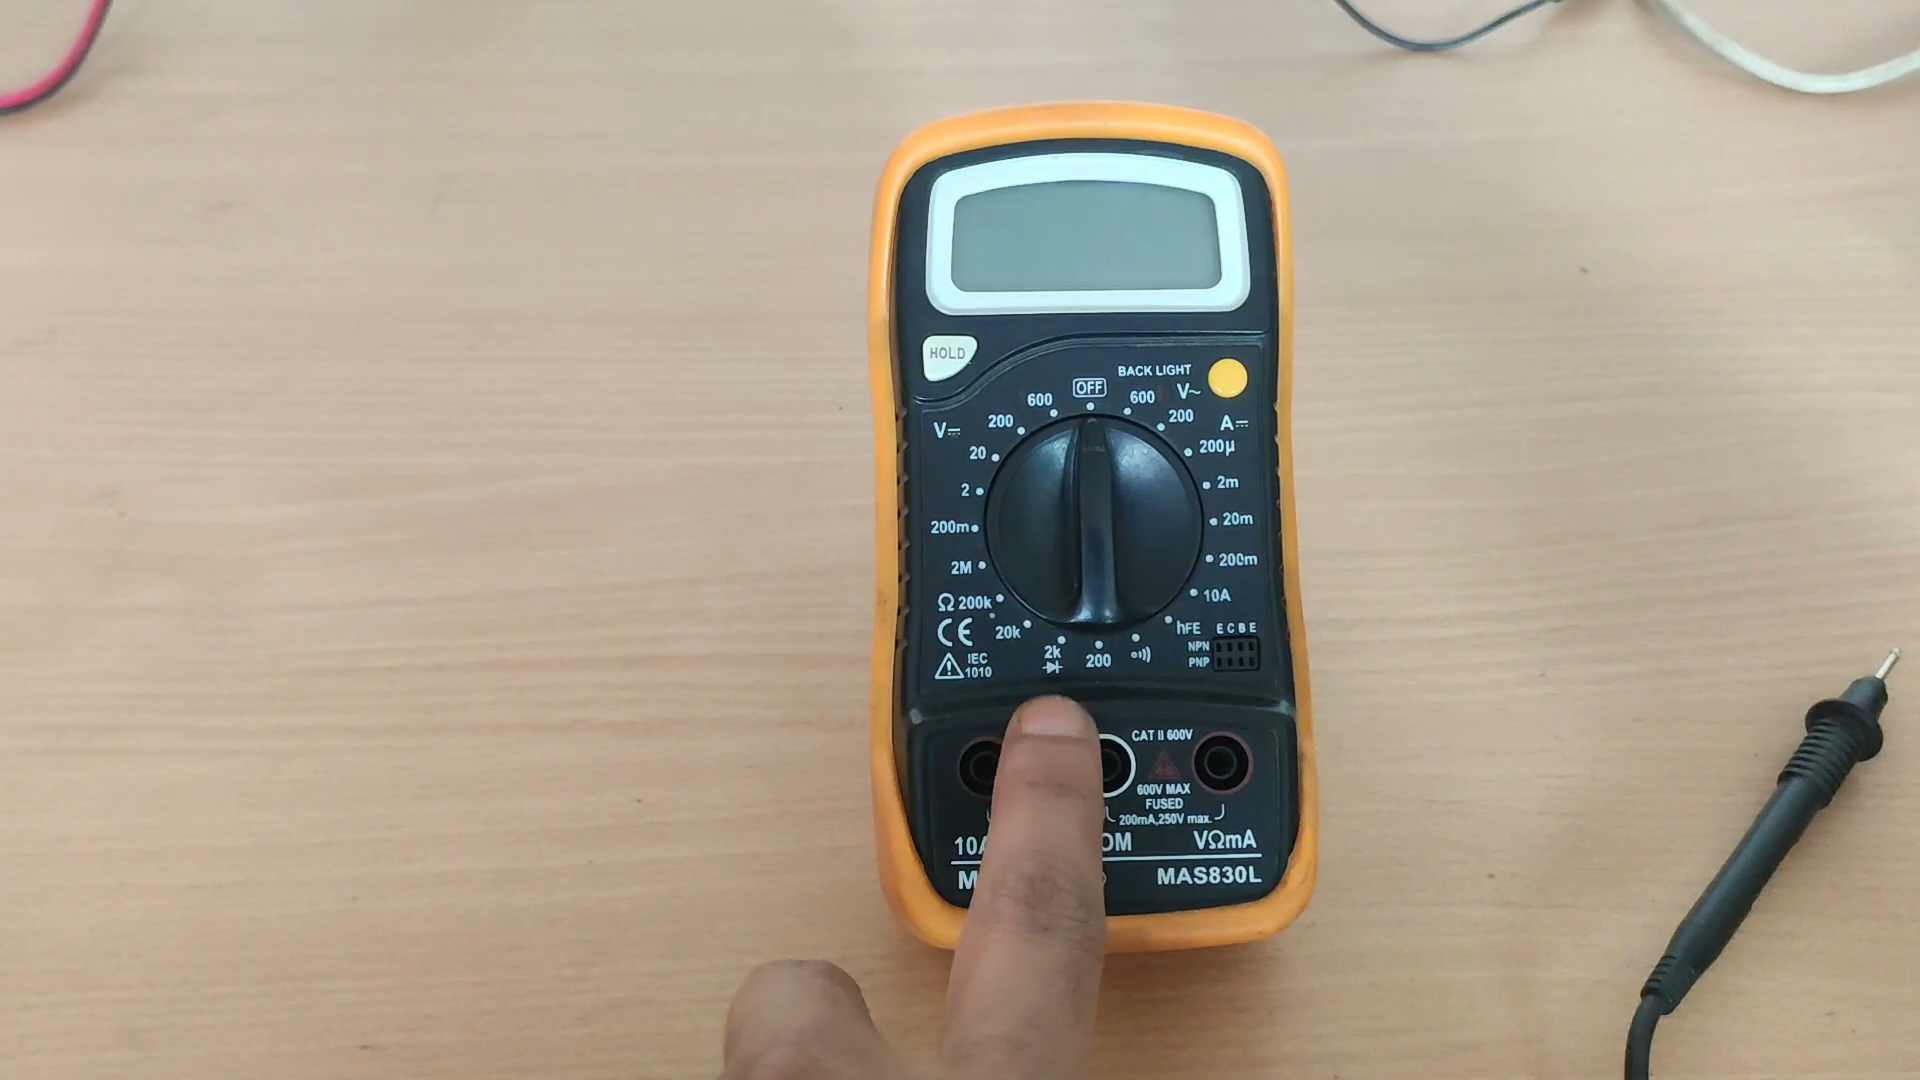 HOLD
BACK LIGHT
OFF
600
600
V~
200
200
V⎓
A⎓
20
200µ
2
2m
200m
20m
2M
200m
Ω 200k
10A
20k
hFE
E C B E
CE
2k
200
NPN
PNP
IEC
1010
CAT II 600V
600V MAX
FUSED
200mA,250V max.
VΩmA
MAS830L